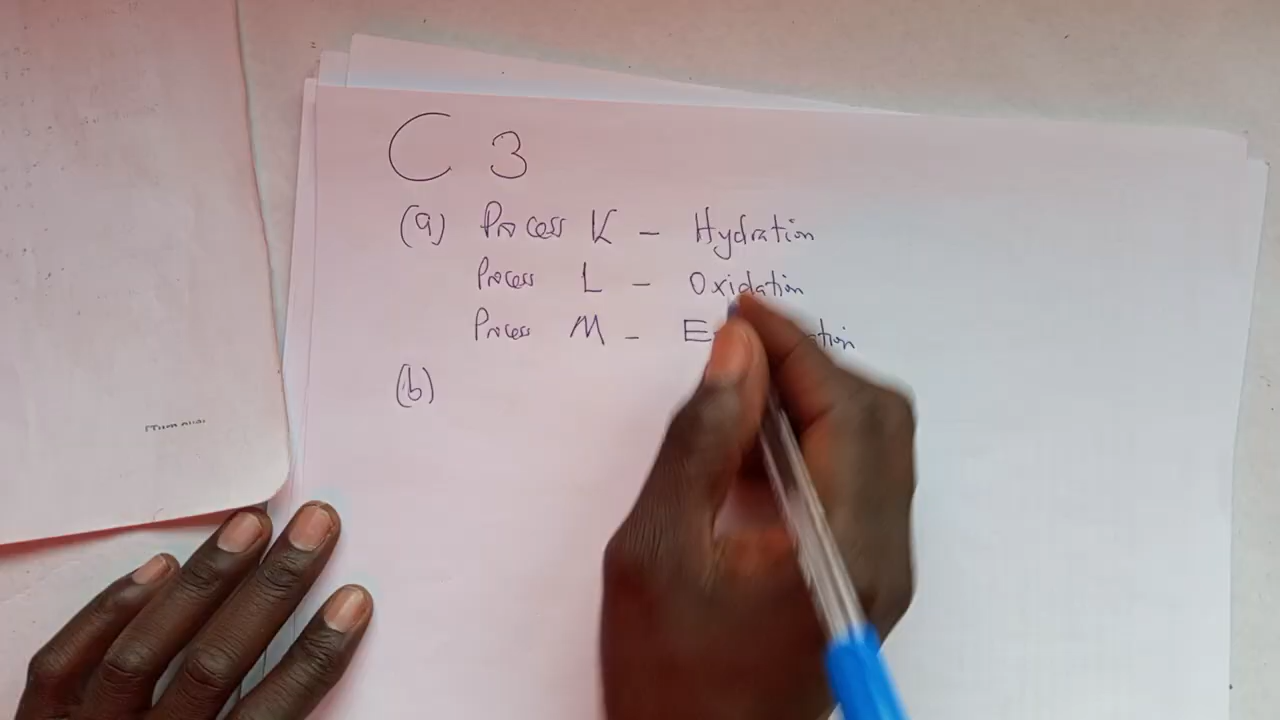 C 3
(a) Process K - Hydration
Process L - Oxidation
Process M -
(b)